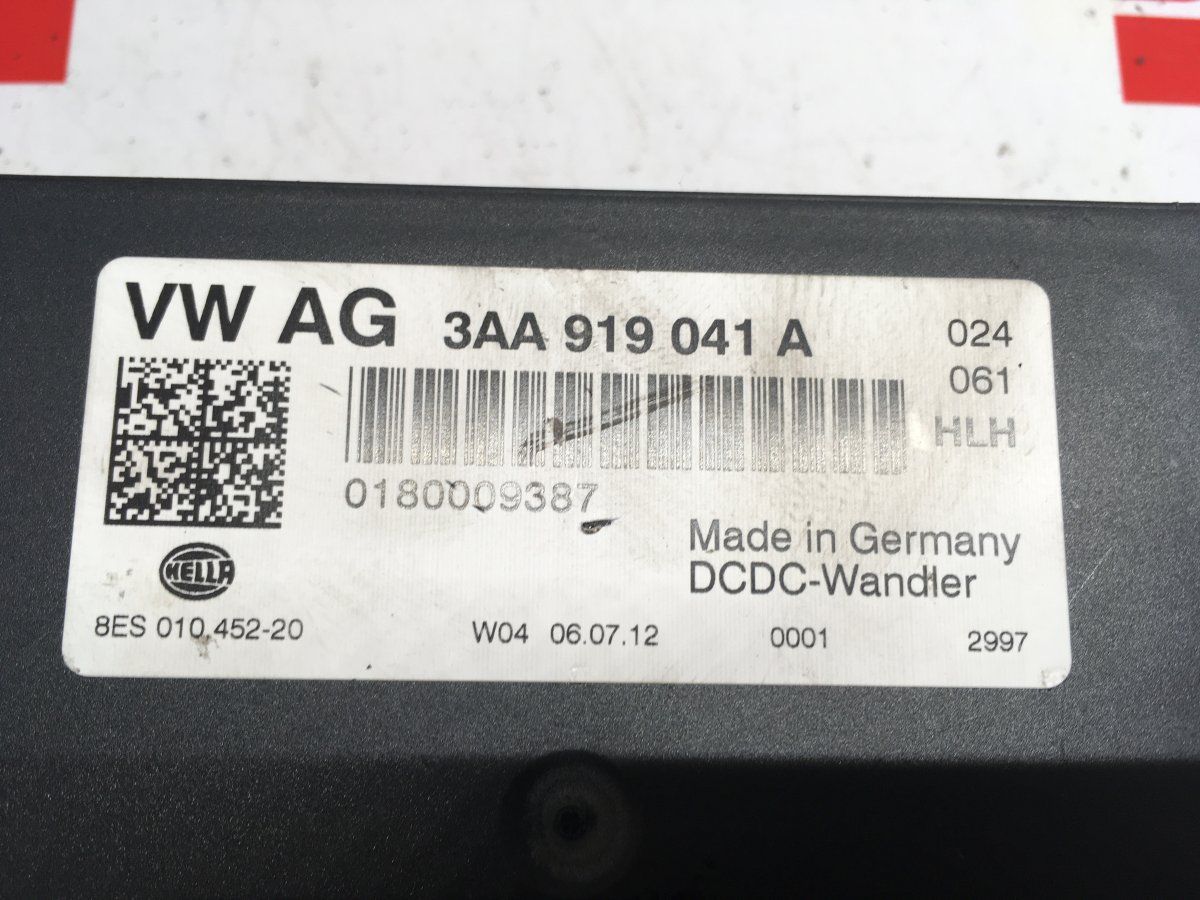 VW AG 3AA 919 041 A 024
061
HLH
0180009387
Made in Germany
HELLA DCDC-Wandler
8ES 010.452-20 W04 06.07.12 0001 2997